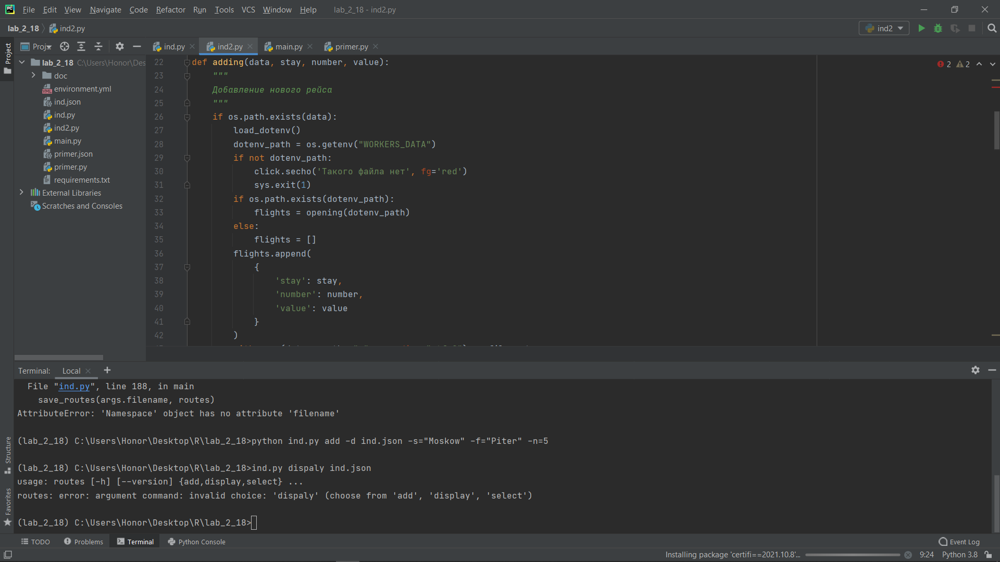 File Edit View Navigate Code Refactor Run Tools VCS Window Help lab_2_18 - ind2.py
lab_2_18 ind2.py ind2
Project Proj ind.py ind2.py main.py primer.py
lab_2_18 C:\Users\Honor\Des
doc
environment.yml
ind.json
ind.py
ind2.py
main.py
primer.json
primer.py
requirements.txt
External Libraries
Scratches and Consoles
2 2
22 def adding(data, stay, number, value):
23 """
24 Добавление нового рейса
25 """
26 if os.path.exists(data):
27 load_dotenv()
28 dotenv_path = os.getenv("WORKERS_DATA")
29 if not dotenv_path:
30 click.secho('Такого файла нет', fg='red')
31 sys.exit(1)
32 if os.path.exists(dotenv_path):
33 flights = opening(dotenv_path)
34 else:
35 flights = []
36 flights.append(
37 {
38 'stay': stay,
39 'number': number,
40 'value': value
41 }
42 )
Terminal: Local
File "ind.py", line 188, in main
save_routes(args.filename, routes)
AttributeError: 'Namespace' object has no attribute 'filename'
(lab_2_18) C:\Users\Honor\Desktop\R\lab_2_18>python ind.py add -d ind.json -s="Moskow" -f="Piter" -n=5
(lab_2_18) C:\Users\Honor\Desktop\R\lab_2_18>ind.py dispaly ind.json
usage: routes [-h] [--version] {add,display,select} ...
routes: error: argument command: invalid choice: 'dispaly' (choose from 'add', 'display', 'select')
(lab_2_18) C:\Users\Honor\Desktop\R\lab_2_18>
Structure
Favorites
TODO Problems Terminal Python Console Event Log
Installing package 'certifi==2021.10.8'... 9:24 Python 3.8